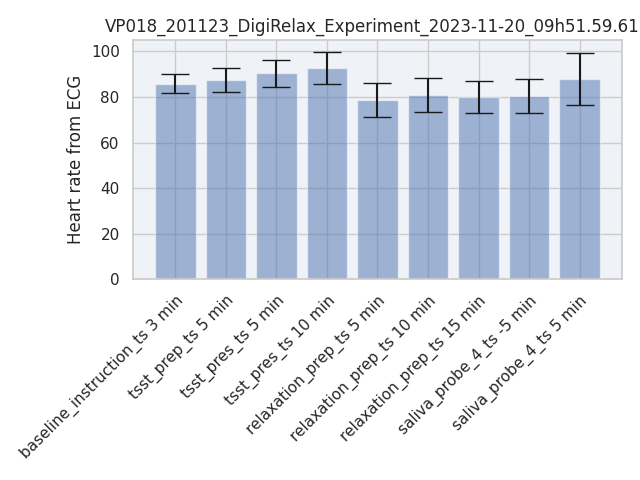 VP018_201123_DigiRelax_Experiment_2023-11-20_09h51.59.61
Heart rate from ECG
100
80
60
40
20
0
baseline_instruction_ts 3 min
tsst_prep_ts 5 min
tsst_pres_ts 5 min
tsst_pres_ts 10 min
relaxation_prep_ts 5 min
relaxation_prep_ts 10 min
relaxation_prep_ts 15 min
saliva_probe_4_ts -5 min
saliva_probe_4_ts 5 min